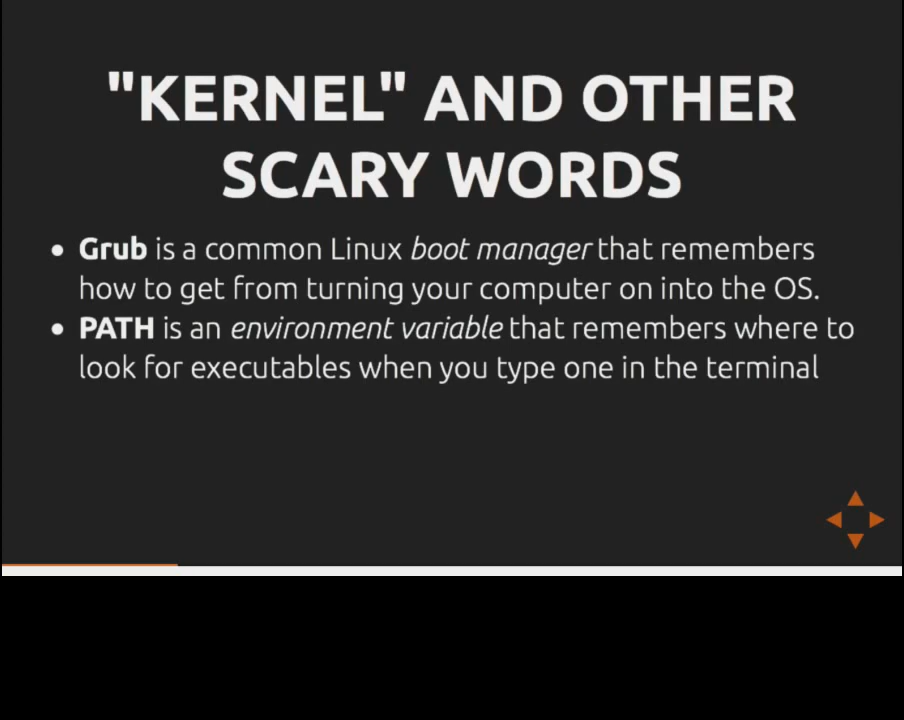 "KERNEL" AND OTHER
SCARY WORDS
• Grub is a common Linux boot manager that remembers
how to get from turning your computer on into the OS.
• PATH is an environment variable that remembers where to
look for executables when you type one in the terminal